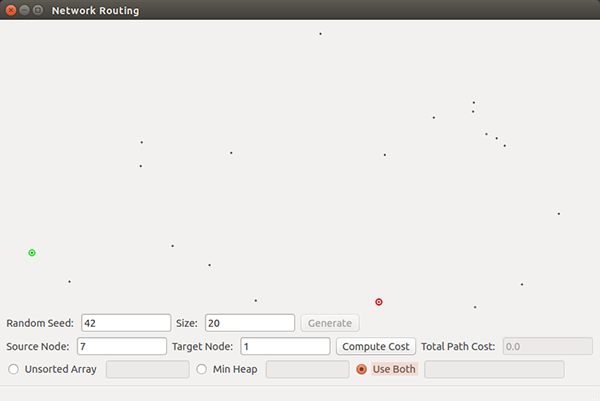 Network Routing
Random Seed: 42 Size: 20 Generate
Source Node: 7 Target Node: 1 Compute Cost Total Path Cost: 0.0
Unsorted Array Min Heap Use Both